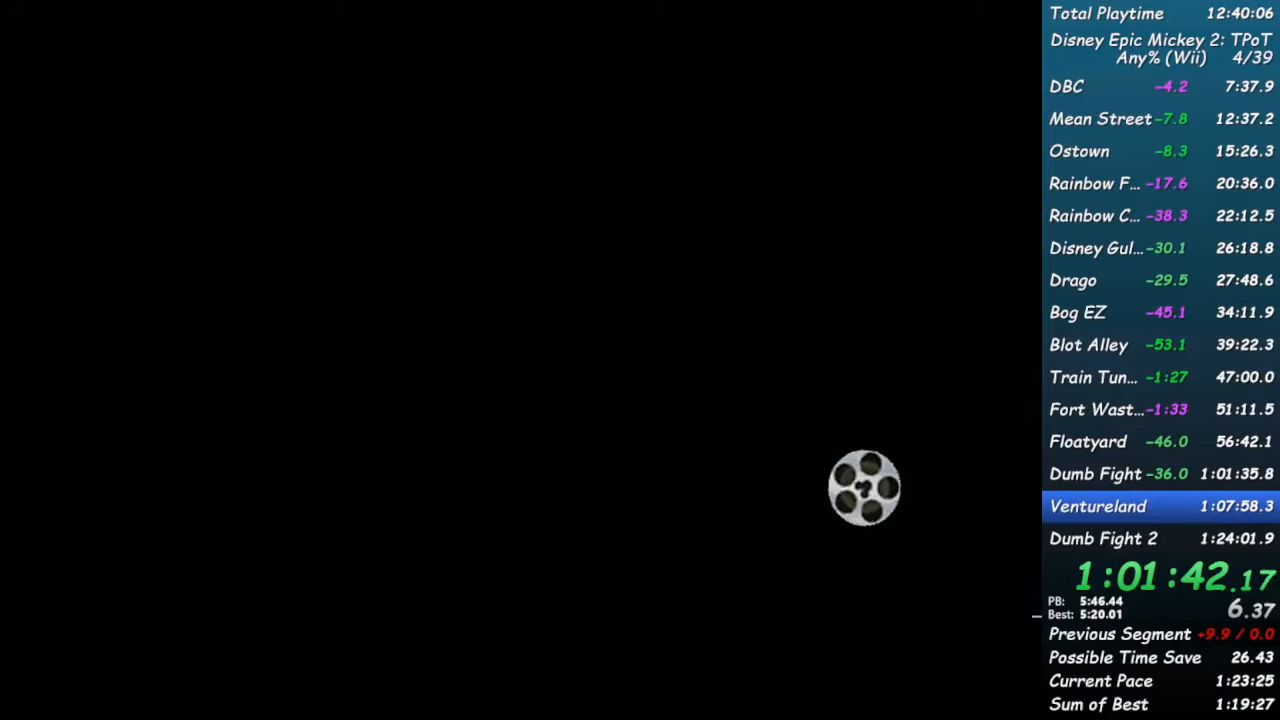 Total Playtime 12:40:06
Disney Epic Mickey 2: TPoT
Any% (Wii) 4/39
DBC -4.2 7:37.9
Mean Street -7.8 12:37.2
Ostown -8.3 15:26.3
Rainbow F... -17.6 20:36.0
Rainbow C... -38.3 22:12.5
Disney Gul... -30.1 26:18.8
Drago -29.5 27:48.6
Bog EZ -45.1 34:11.9
Blot Alley -53.1 39:22.3
Train Tun... -1:27 47:00.0
Fort Wast... -1:33 51:11.5
Floatyard -46.0 56:42.1
Dumb Fight -36.0 1:01:35.8
Ventureland 1:07:58.3
Dumb Fight 2 1:24:01.9
1:01:42.17
PB: 5:46.44
Best: 5:20.01
6.37
Previous Segment +9.9 / 0.0
Possible Time Save 26.43
Current Pace 1:23:25
Sum of Best 1:19:27